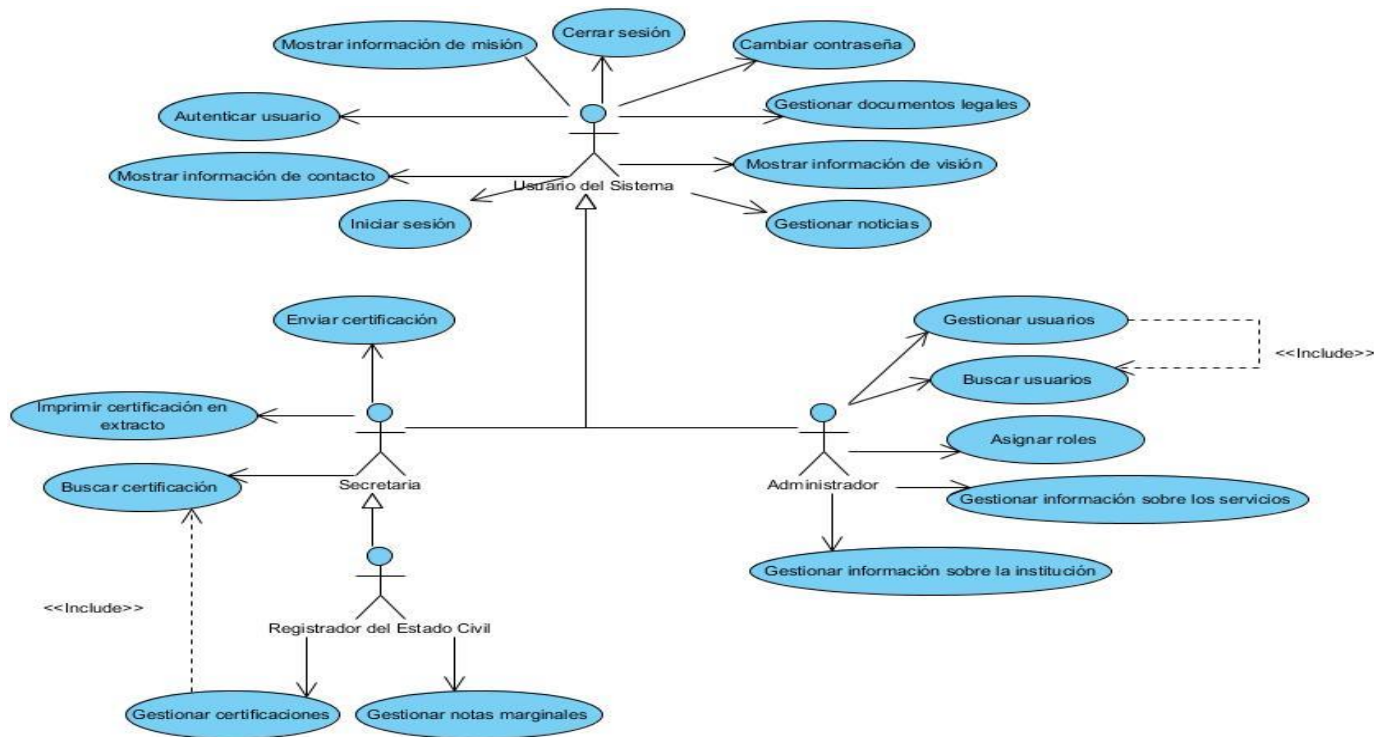 Mostrar información de misión
Cerrar sesión
Cambiar contraseña
Autenticar usuario
Gestionar documentos legales
Mostrar información de contacto
Mostrar información de visión
Usuario del Sistema
Iniciar sesión
Gestionar noticias
Enviar certificación
Gestionar usuarios
<<Include>>
Buscar usuarios
Imprimir certificación en
extracto
Asignar roles
Buscar certificación
Secretaria
Administrador
Gestionar información sobre los servicios
Gestionar información sobre la institución
<<Include>>
Registrador del Estado Civil
Gestionar certificaciones
Gestionar notas marginales